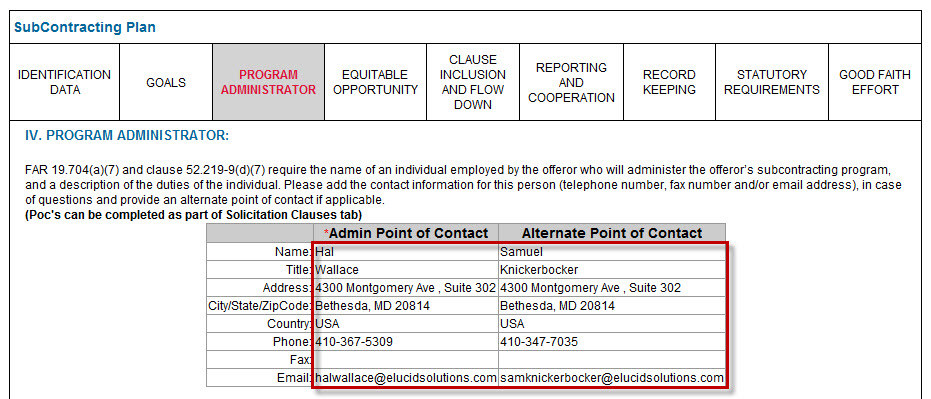 SubContracting Plan
IDENTIFICATION DATA GOALS PROGRAM ADMINISTRATOR EQUITABLE OPPORTUNITY CLAUSE INCLUSION AND FLOW DOWN REPORTING AND COOPERATION RECORD KEEPING STATUTORY REQUIREMENTS GOOD FAITH EFFORT
IV. PROGRAM ADMINISTRATOR:
FAR 19.704(a)(7) and clause 52.219-9(d)(7) require the name of an individual employed by the offeror who will administer the offeror's subcontracting program,
and a description of the duties of the individual. Please add the contact information for this person (telephone number, fax number and/or email address), in case
of questions and provide an alternate point of contact if applicable.
(Poc's can be completed as part of Solicitation Clauses tab)
*Admin Point of Contact Alternate Point of Contact
Name: Hal Samuel
Title: Wallace Knickerbocker
Address: 4300 Montgomery Ave , Suite 302 4300 Montgomery Ave , Suite 302
City/State/ZipCode: Bethesda, MD 20814 Bethesda, MD 20814
Country: USA USA
Phone: 410-367-5309 410-347-7035
Fax:
Email: halwallace@elucidsolutions.com samknickerbocker@elucidsolutions.com